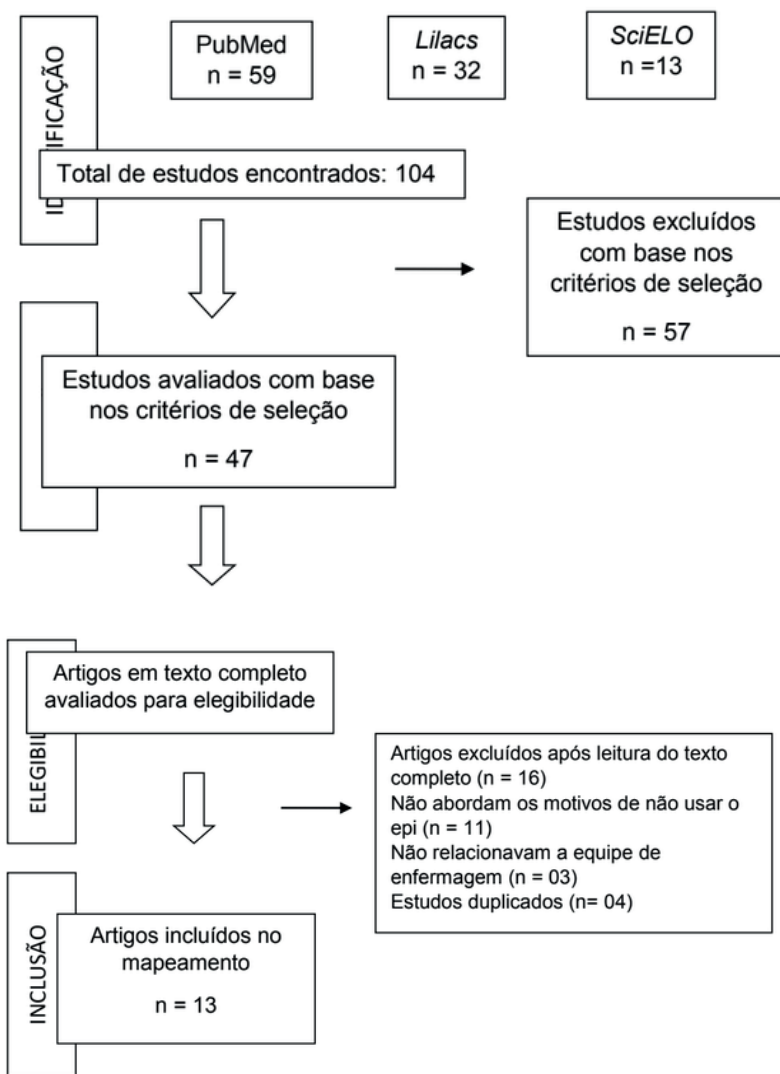 PubMed
n = 59
Lilacs
n = 32
SciELO
n =13
Total de estudos encontrados: 104
Estudos excluídos
com base nos
critérios de seleção
n = 57
Estudos avaliados com base
nos critérios de seleção
n = 47
Artigos em texto completo
avaliados para elegibilidade
ELEGIBIL
Artigos excluídos após leitura do texto
completo (n = 16)
Não abordam os motivos de não usar o
epi (n = 11)
Não relacionavam a equipe de
enfermagem (n = 03)
Estudos duplicados (n= 04)
INCLUSÃO
Artigos incluídos no
mapeamento
n = 13